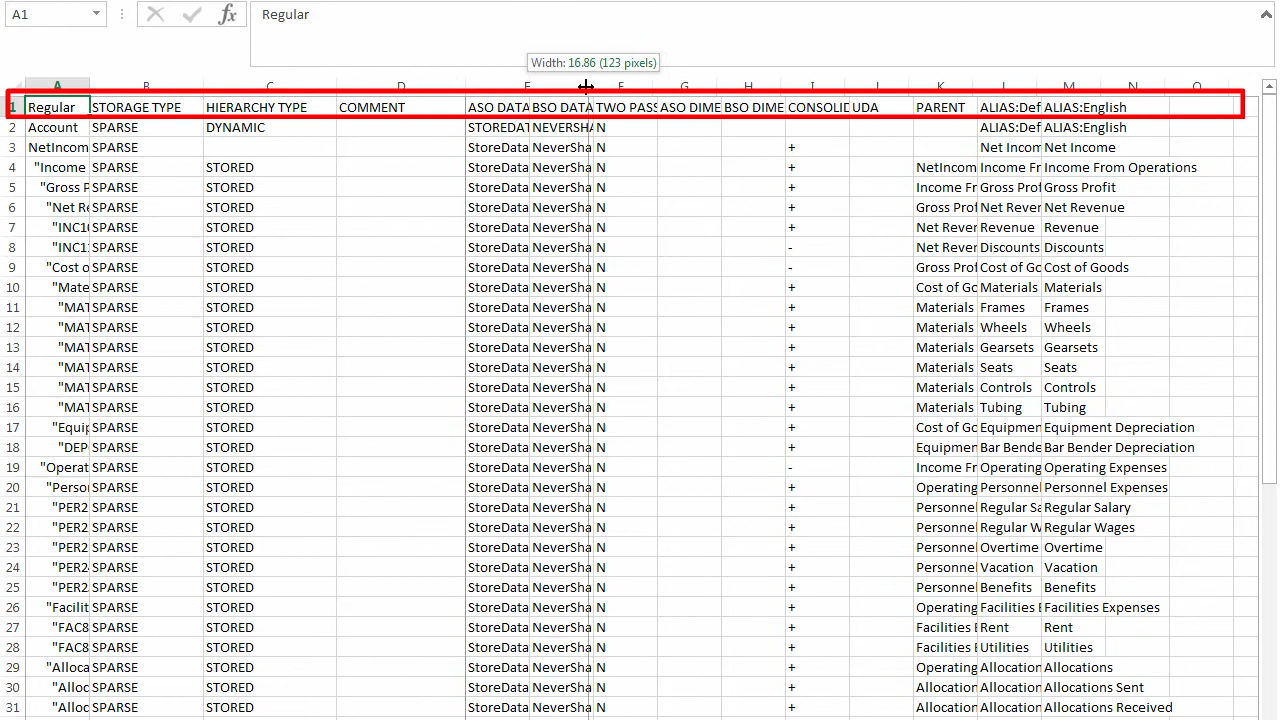 A1 fx Regular
Width: 16.86 (123 pixels)
A B C D E F G H I J K L M N O
1 Regular STORAGE TYPE HIERARCHY TYPE COMMENT ASO DATA BSO DATA TWO PASS ASO DIME BSO DIME CONSOLID UDA PARENT ALIAS:Def ALIAS:English
2 Account SPARSE DYNAMIC STOREDAT NEVERSHA N ALIAS:Def ALIAS:English
3 NetIncom SPARSE StoreData NeverSha N + Net Incom Net Income
4 "Income SPARSE STORED StoreData NeverSha N + NetIncom Income Fr Income From Operations
5 "Gross P SPARSE STORED StoreData NeverSha N + Income Fr Gross Prof Gross Profit
6 "Net Re SPARSE STORED StoreData NeverSha N + Gross Prof Net Rever Net Revenue
7 "INC10 SPARSE STORED StoreData NeverSha N + Net Rever Revenue Revenue
8 "INC1 SPARSE STORED StoreData NeverSha N - Net Rever Discounts Discounts
9 "Cost o SPARSE STORED StoreData NeverSha N - Gross Prof Cost of Go Cost of Goods
10 "Mate SPARSE STORED StoreData NeverSha N + Cost of Go Materials Materials
11 "MAT SPARSE STORED StoreData NeverSha N + Materials Frames Frames
12 "MAT SPARSE STORED StoreData NeverSha N + Materials Wheels Wheels
13 "MAT SPARSE STORED StoreData NeverSha N + Materials Gearsets Gearsets
14 "MAT SPARSE STORED StoreData NeverSha N + Materials Seats Seats
15 "MAT SPARSE STORED StoreData NeverSha N + Materials Controls Controls
16 "MAT SPARSE STORED StoreData NeverSha N + Materials Tubing Tubing
17 "Equip SPARSE STORED StoreData NeverSha N + Cost of Go Equipmen Equipment Depreciation
18 "DEP SPARSE STORED StoreData NeverSha N + Equipmen Bar Bende Bar Bender Depreciation
19 "Operat SPARSE STORED StoreData NeverSha N - Income Fr Operating Operating Expenses
20 "Perso SPARSE STORED StoreData NeverSha N + Operating Personnel Personnel Expenses
21 "PER2 SPARSE STORED StoreData NeverSha N + Personnel Regular Sa Regular Salary
22 "PER2 SPARSE STORED StoreData NeverSha N + Personnel Regular W Regular Wages
23 "PER2 SPARSE STORED StoreData NeverSha N + Personnel Overtime Overtime
24 "PER2 SPARSE STORED StoreData NeverSha N + Personnel Vacation Vacation
25 "PER2 SPARSE STORED StoreData NeverSha N + Personnel Benefits Benefits
26 "Facilit SPARSE STORED StoreData NeverSha N + Operating Facilities E Facilities Expenses
27 "FAC8 SPARSE STORED StoreData NeverSha N + Facilities E Rent Rent
28 "FAC8 SPARSE STORED StoreData NeverSha N + Facilities E Utilities Utilities
29 "Alloca SPARSE STORED StoreData NeverSha N + Operating Allocation Allocations
30 "Alloc SPARSE STORED StoreData NeverSha N + Allocation Allocation Allocations Sent
31 "Alloc SPARSE STORED StoreData NeverSha N + Allocation Allocation Allocations Received